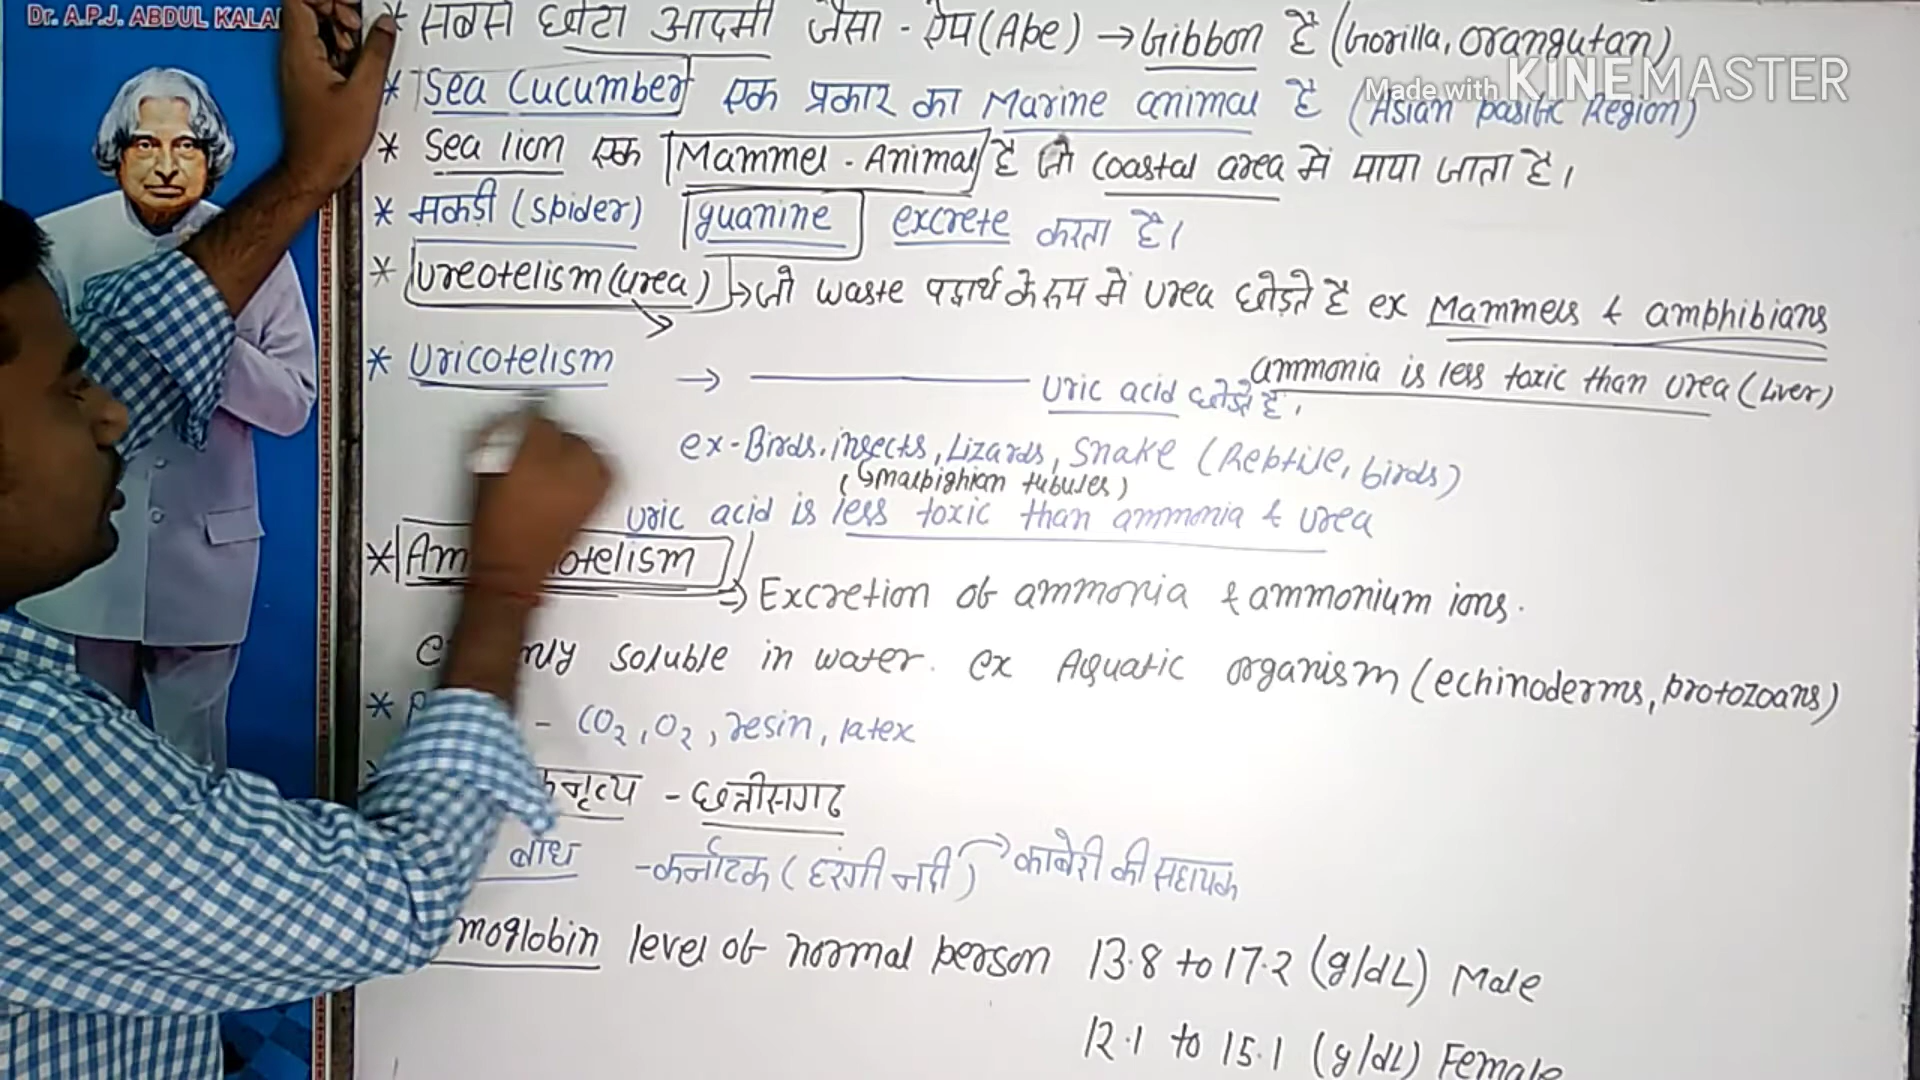 Dr. A.P.J. ABDUL KALA
* सबसे छोटा आदमी जैसा - ऐप (Ape) → Gibbon है (Gorilla, Orangutan)
Made with KINEMASTER
* Sea Cucumber एक प्रकार का Marine animal है (Asian pasific Region)
* Sea lion एक Mammel - Animal है जो coastal area में पाया जाता है।
* मकडी (spider) guanine excrete करता है।
* Ureotelism (urea) → जो waste पदार्थ के रूप में urea छोड़ते है ex Mammels & amphibians
ammonia is less toxic than urea (Liver)
* Uricotelism → ——— Uric acid छोड़ते है।
ex - Birds, insects, Lizards, Snake (Reptile, birds)
(↳malpighian tubules)
uric acid is less toxic than ammonia & urea
* Am otelism → Excretion of ammonia & ammonium ions.
soluble in water. ex Aquatic organism (echinoderms, protozoans)
* - CO2, O2, resin, latex
नृत्य - छत्तीसगढ
बांध - कर्नाटक (हरंगी नदी) → कावेरी की सहायक
moglobin level of normal person 13.8 to 17.2 (g/dL) Male
12.1 to 15.1 (g/dL) Female